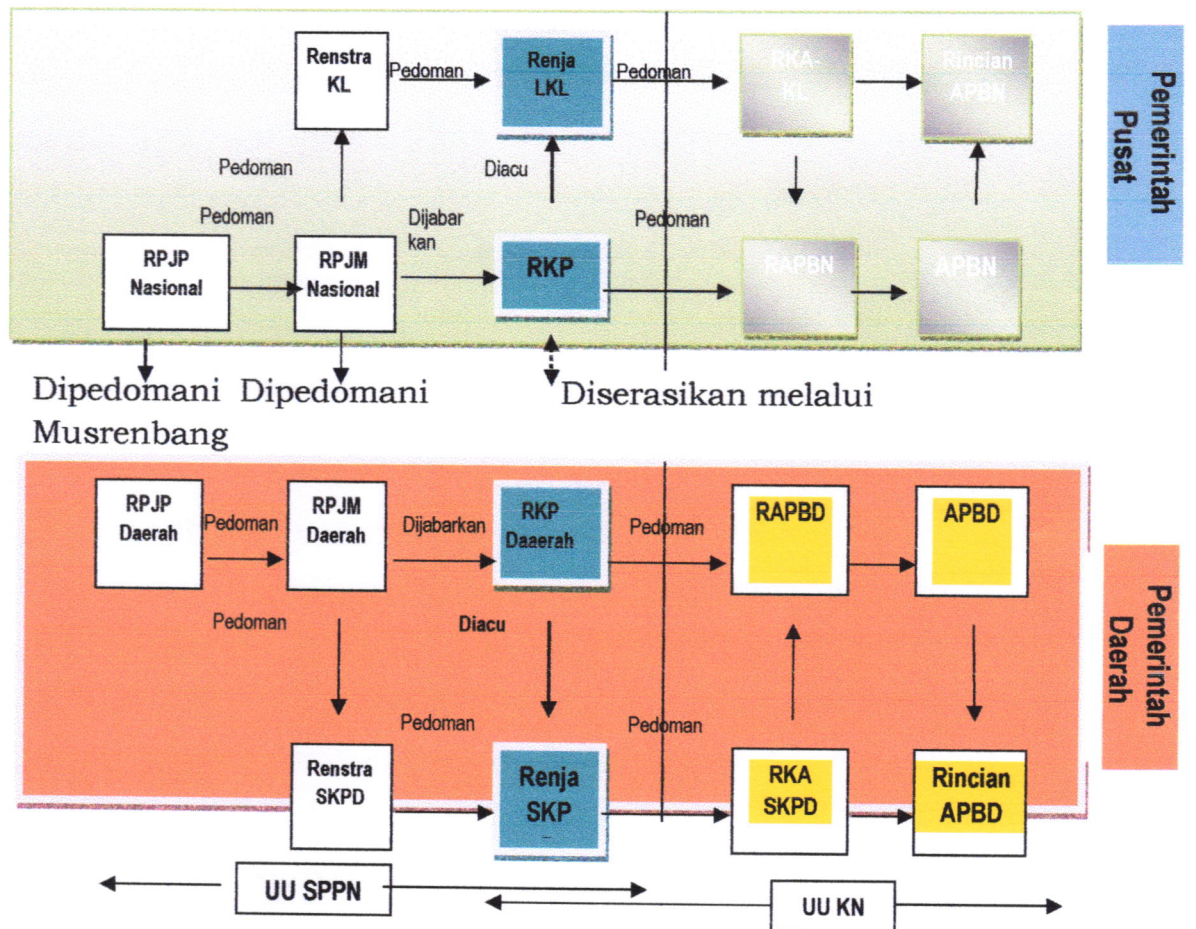 Renstra
KL
Pedoman
Renja
LKL
Pedoman
RKA-
KL
Rincian
APBN
Pemerintah
Pusat
Pedoman
Diacu
Pedoman
Dijabar
kan
Pedoman
RPJP
Nasional
RPJM
Nasional
RKP
RAPBN
APBN
Dipedomani Dipedomani Diserasikan melalui
Musrenbang
RPJP
Daerah
Pedoman
RPJM
Daerah
Dijabarkan
RKP
Daaerah
Pedoman
RAPBD
APBD
Pemerintah
Daerah
Pedoman
Diacu
Pedoman
Pedoman
Renstra
SKPD
Renja
SKP
RKA
SKPD
Rincian
APBD
UU SPPN
UU KN